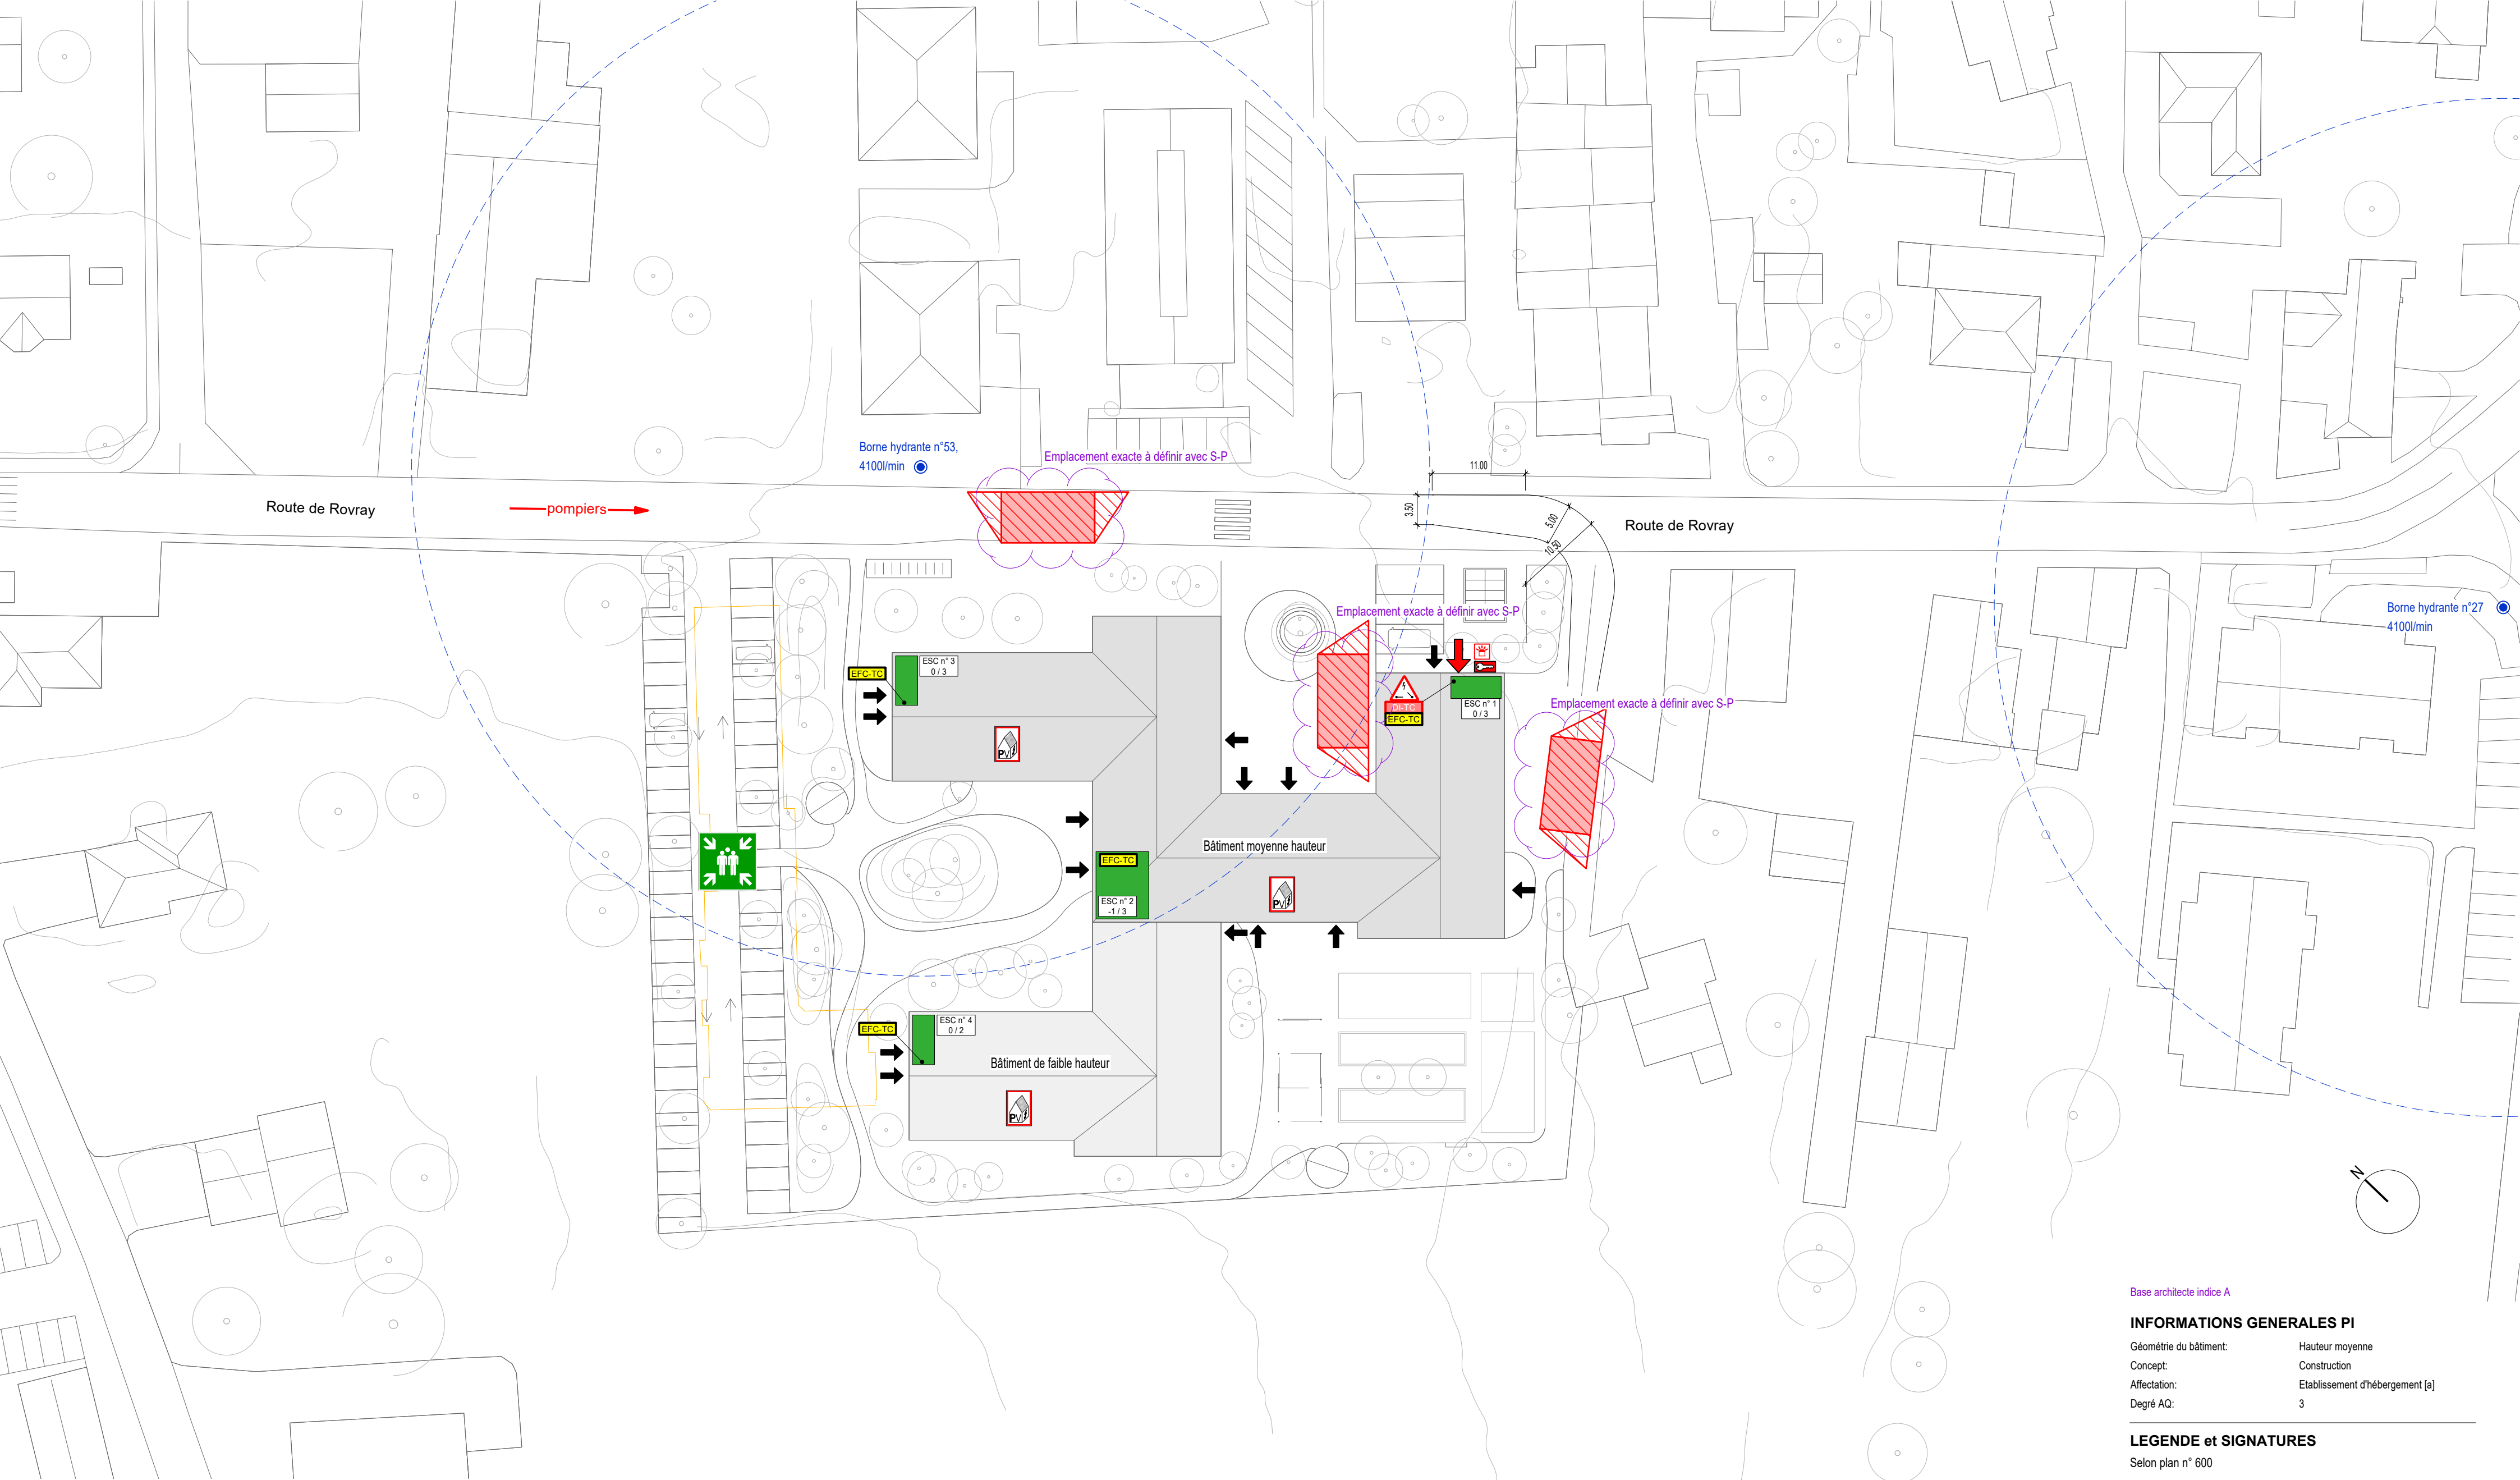 Borne hydrante n°53,
4100l/min
Emplacement exacte à définir avec S-P
11.00
3.50
5.00
10.50
Route de Rovray
pompiers
Route de Rovray
Borne hydrante n°27
4100l/min
Emplacement exacte à définir avec S-P
EFC-TC
ESC n° 3
0 / 3
DI-TC
EFC-TC
ESC n° 1
0 / 3
Emplacement exacte à définir avec S-P
PV
Bâtiment moyenne hauteur
EFC-TC
ESC n° 2
-1 / 3
PV
EFC-TC
ESC n° 4
0 / 2
Bâtiment de faible hauteur
PV
N
Base architecte indice A
INFORMATIONS GENERALES PI
Géométrie du bâtiment: Hauteur moyenne
Concept: Construction
Affectation: Etablissement d'hébergement [a]
Degré AQ: 3
LEGENDE et SIGNATURES
Selon plan n° 600